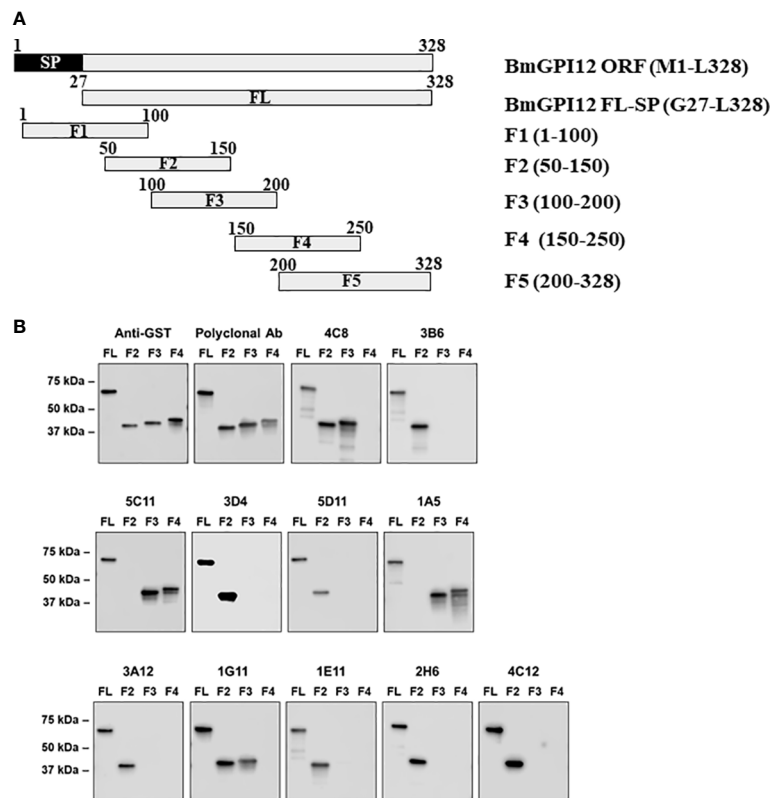 A
1 328
SP
BmGPI12 ORF (M1-L328)
27 328
FL
BmGPI12 FL-SP (G27-L328)
1 100
F1
F1 (1-100)
50 150
F2
F2 (50-150)
100 200
F3
F3 (100-200)
150 250
F4
F4 (150-250)
200 328
F5
F5 (200-328)
B
Anti-GST Polyclonal Ab 4C8 3B6
FL F2 F3 F4 FL F2 F3 F4 FL F2 F3 F4 FL F2 F3 F4
75 kDa –
50 kDa –
37 kDa –
5C11 3D4 5D11 1A5
FL F2 F3 F4 FL F2 F3 F4 FL F2 F3 F4 FL F2 F3 F4
75 kDa –
50 kDa –
37 kDa –
3A12 1G11 1E11 2H6 4C12
FL F2 F3 F4 FL F2 F3 F4 FL F2 F3 F4 FL F2 F3 F4 FL F2 F3 F4
75 kDa –
50 kDa –
37 kDa –